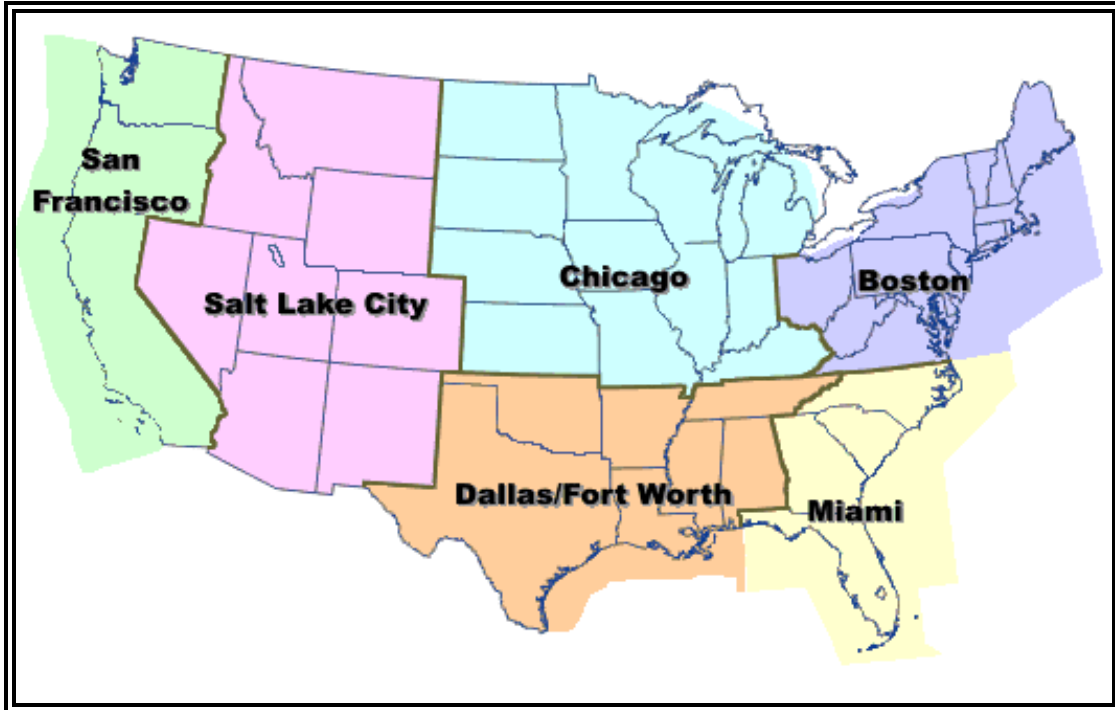 San
Francisco
Salt Lake City
Chicago
Boston
Dallas/Fort Worth
Miami